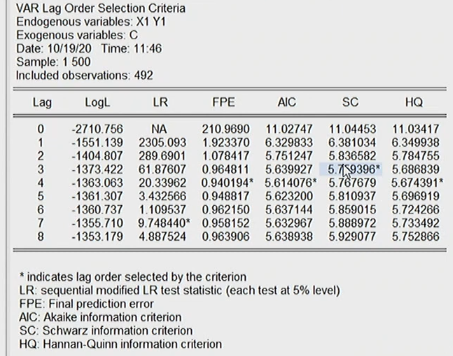 VAR Lag Order Selection Criteria
Endogenous variables: X1 Y1
Exogenous variables: C
Date: 10/19/20 Time: 11:46
Sample: 1 500
Included observations: 492
Lag LogL LR FPE AIC SC HQ
0 -2710.756 NA 210.9690 11.02747 11.04453 11.03417
1 -1551.139 2305.093 1.923370 6.329833 6.381034 6.349938
2 -1404.807 289.6901 1.078417 5.751247 5.836582 5.784755
3 -1373.422 61.87607 0.964811 5.639927 5.759396* 5.686839
4 -1363.063 20.33962 0.940194* 5.614076* 5.767679 5.674391*
5 -1361.307 3.432566 0.948817 5.623200 5.810937 5.696919
6 -1360.737 1.109537 0.962150 5.637144 5.859015 5.724266
7 -1355.710 9.748440* 0.958152 5.632967 5.888972 5.733492
8 -1353.179 4.887524 0.963906 5.638938 5.929077 5.752866
* indicates lag order selected by the criterion
LR: sequential modified LR test statistic (each test at 5% level)
FPE: Final prediction error
AIC: Akaike information criterion
SC: Schwarz information criterion
HQ: Hannan-Quinn information criterion